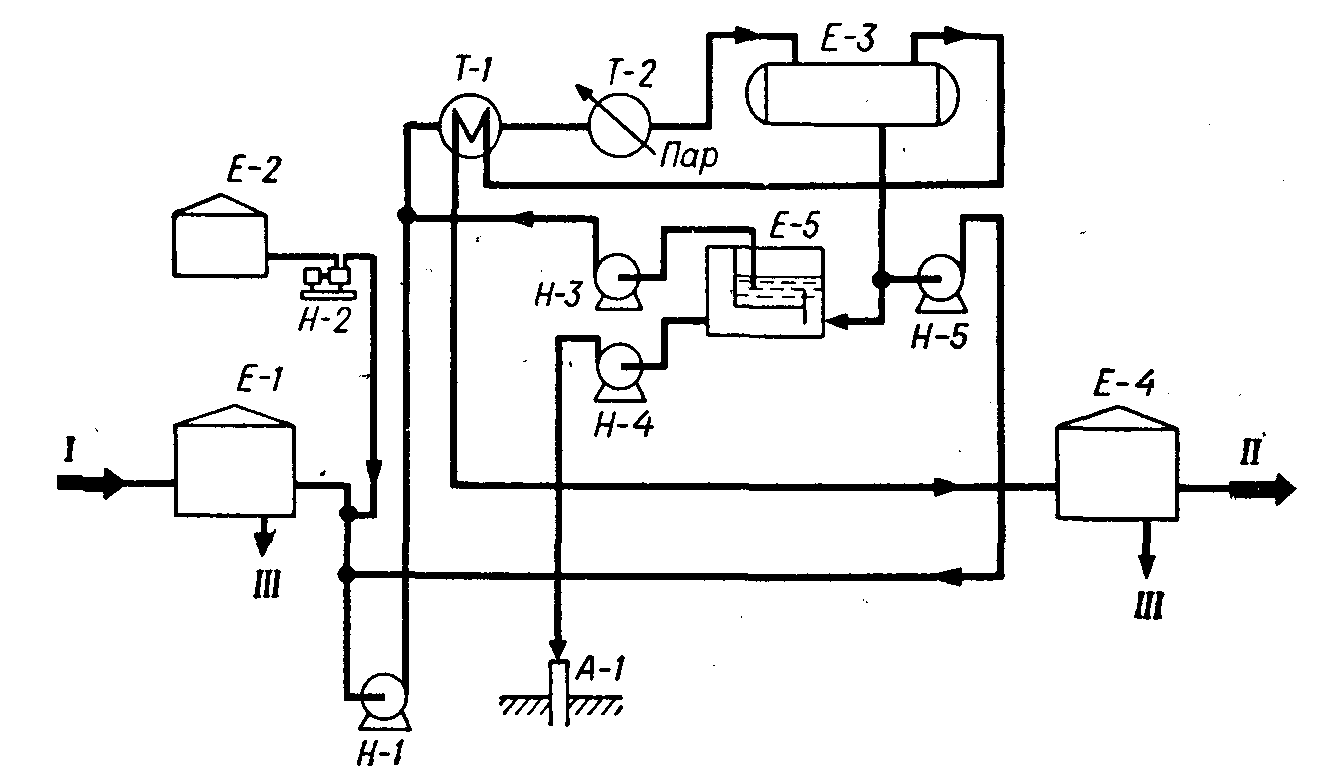 Е-3
Т-1
Т-2
Пар
Е-2
Е-5
Н-3
Н-2
Н-5
Е-1
Е-4
Н-4
I
II
III
III
А-1
Н-1